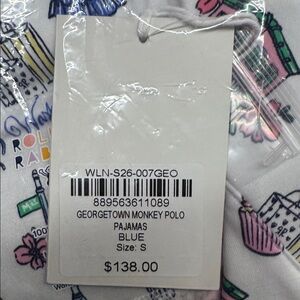 WLN-S26-007GEO
889563611089
GEORGETOWN MONKEY POLO
PAJAMAS
BLUE
Size: S
$138.00